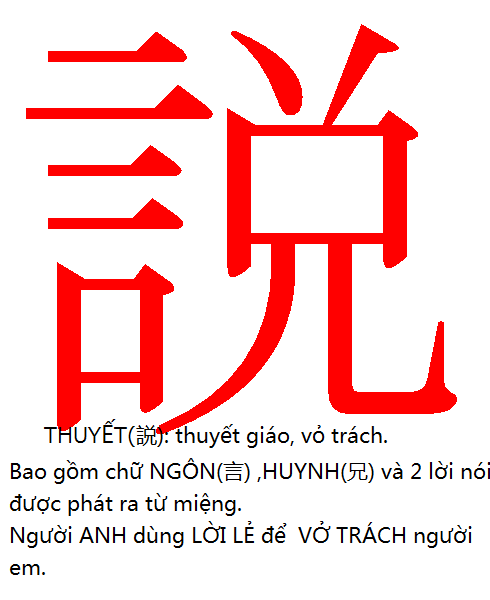 説
THUYẾT(説): thuyết giáo, vỏ trách.
Bao gồm chữ NGÔN(言) ,HUYNH(兄) và 2 lời nói
được phát ra từ miệng.
Người ANH dùng LỜI LẺ để  VỞ TRÁCH người
em.